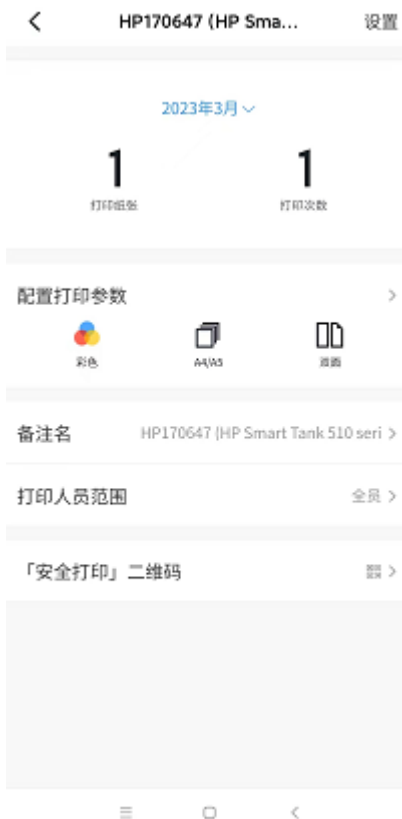 HP170647 (HP Sma... 设置
2023年3月
1 1
打印纸张 打印次数
配置打印参数
彩色 A4/A5 双面
备注名 HP170647 (HP Smart Tank 510 seri
打印人员范围 全员
「安全打印」二维码